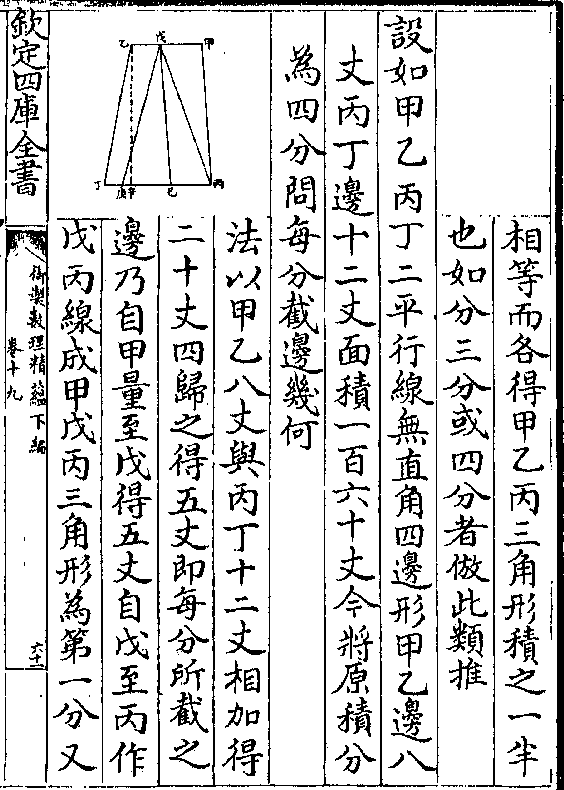 相等而各得甲乙丙三角形積之一半
也如分三分或四分者倣此類推
設如甲乙丙丁二平行線無直角四邊形甲乙邊八
丈丙丁邊十二丈面積一百六十丈今將原積分
為四分問每分截邊幾何
乙 戊 甲
丁 庚 辛 己 丙
法以甲乙八丈與丙丁十二丈相加得
二十丈四歸之得五丈即每分所截之
邊乃自甲量至戊得五丈自戊至丙作
戊丙線成甲戊丙三角形為第一分又
欽定四庫全書
御製數理精蘊下編
卷十九
六十一